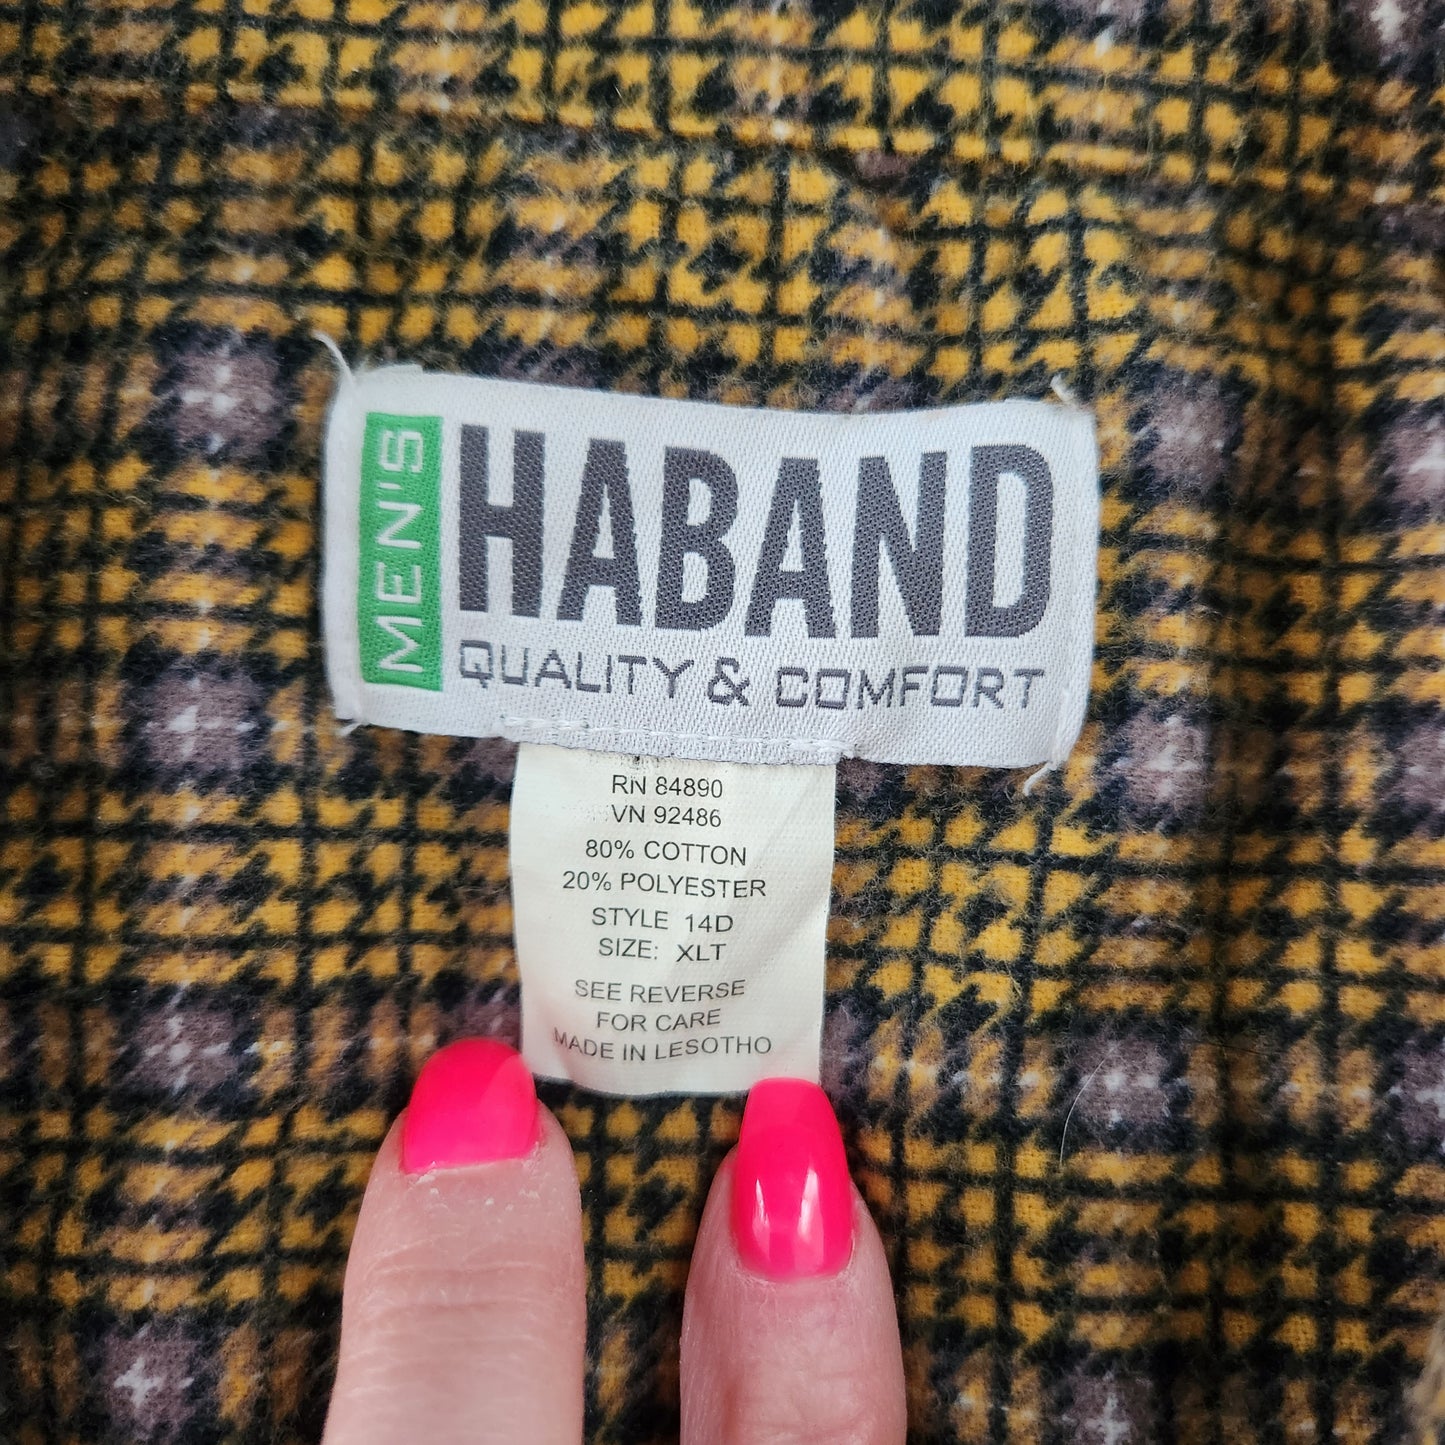 MEN'S
HABAND
QUALITY & COMFORT
RN 84890
VN 92486
80% COTTON
20% POLYESTER
STYLE 14D
SIZE: XLT
SEE REVERSE
FOR CARE
MADE IN LESOTHO